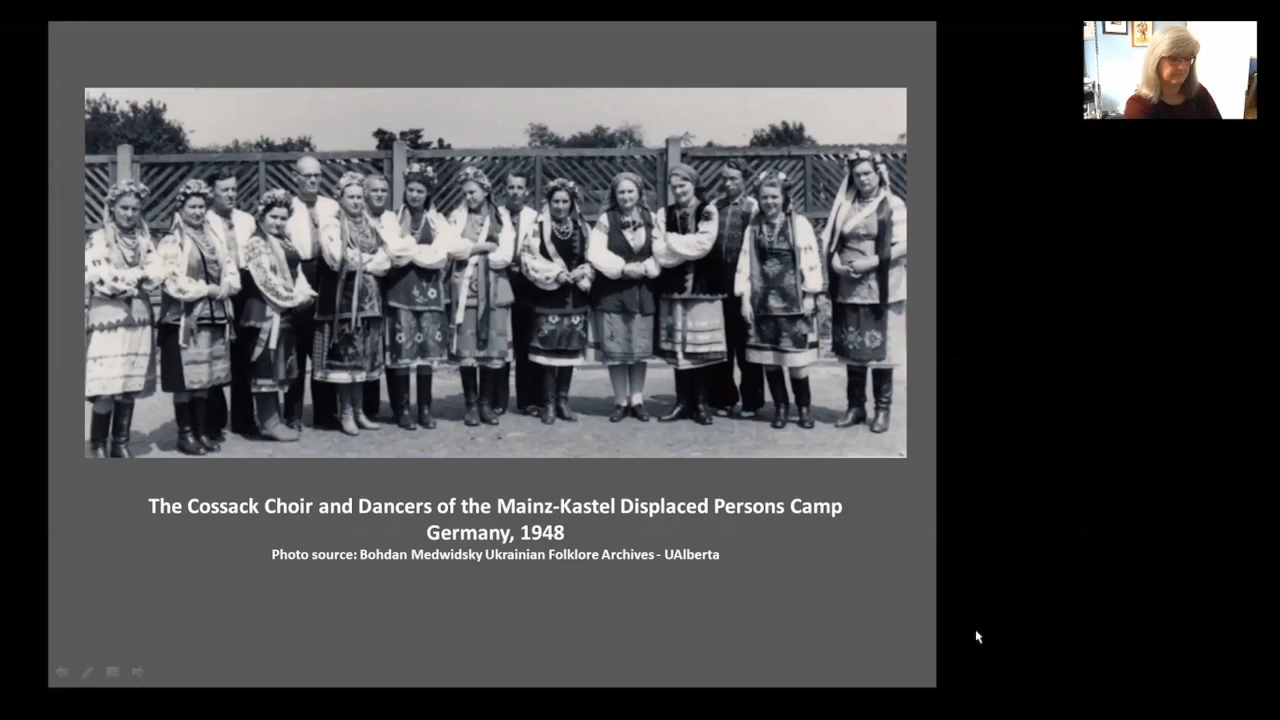 The Cossack Choir and Dancers of the Mainz-Kastel Displaced Persons Camp
Germany, 1948
Photo source: Bohdan Medwidsky Ukrainian Folklore Archives - UAlberta